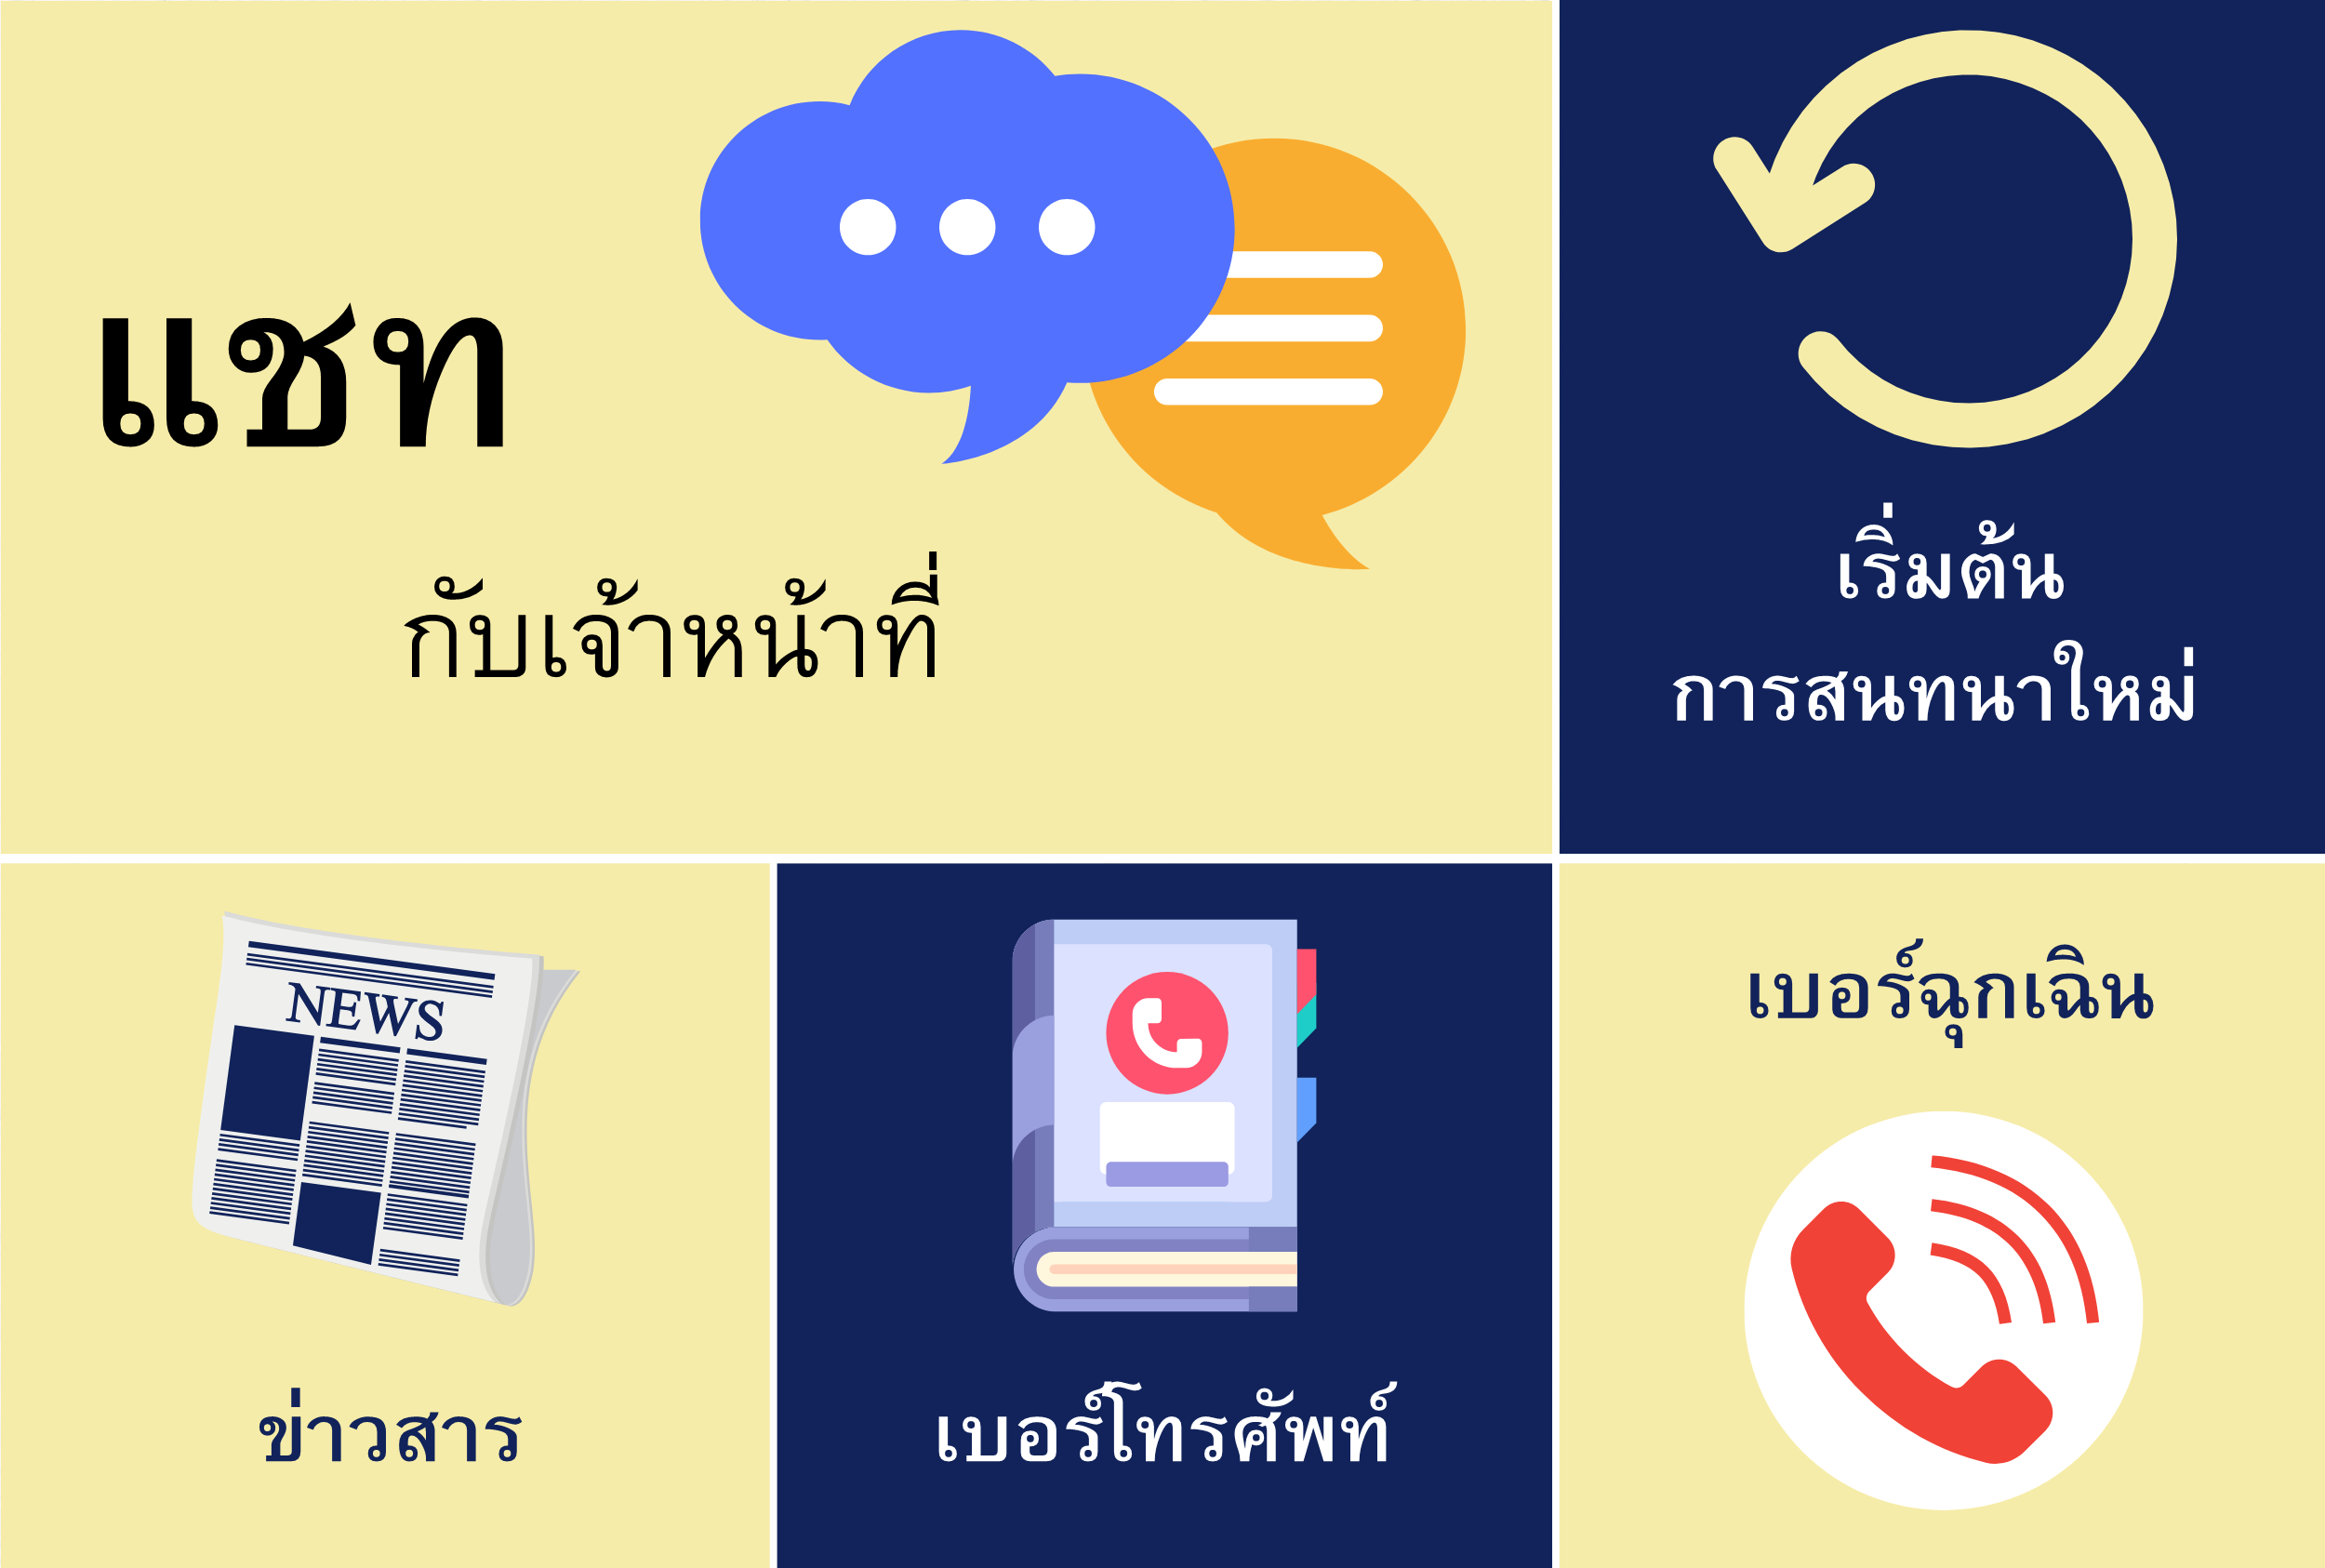 แชท
กับเจ้าหน้าที่
เริ่มต้น
การสนทนาใหม่
NEWS
ข่าวสาร
เบอร์โทรศัพท์
เบอร์ฉุกเฉิน